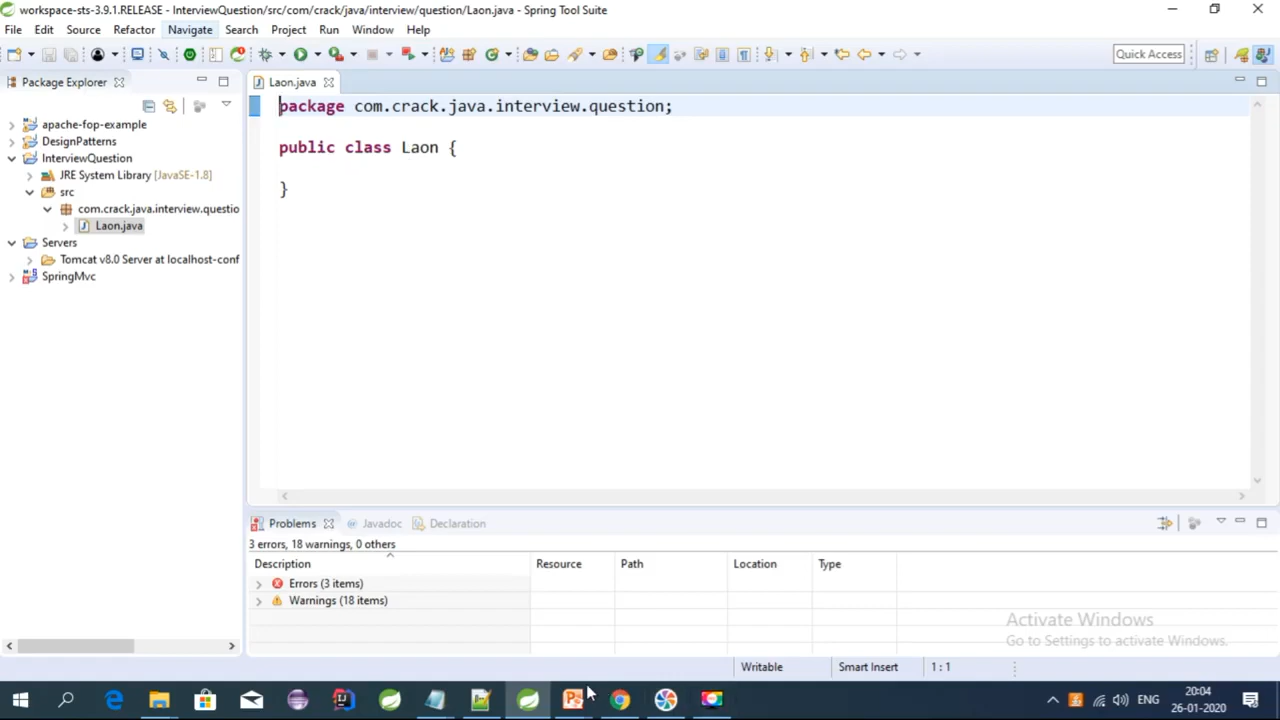 workspace-sts-3.9.1.RELEASE - InterviewQuestion/src/com/crack/java/interview/question/Laon.java - Spring Tool Suite
File Edit Source Refactor Navigate Search Project Run Window Help
Quick Access
Package Explorer
Laon.java
apache-fop-example
DesignPatterns
InterviewQuestion
JRE System Library [JavaSE-1.8]
src
com.crack.java.interview.questio
Laon.java
Servers
Tomcat v8.0 Server at localhost-conf
SpringMvc
package com.crack.java.interview.question;
public class Laon {
}
Problems Javadoc Declaration
3 errors, 18 warnings, 0 others
Description Resource Path Location Type
Errors (3 items)
Warnings (18 items)
Activate Windows
Go to Settings to activate Windows.
Writable Smart Insert 1 : 1
ENG
20:04
26-01-2020